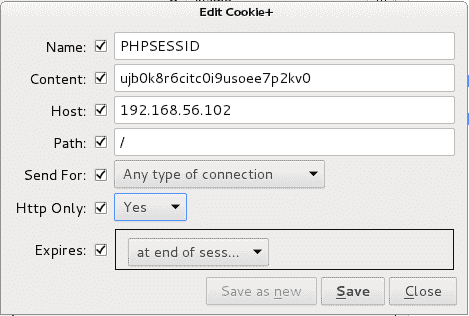 Edit Cookie+
Name: PHPSESSID
Content: ujb0k8r6citc0i9usoee7p2kv0
Host: 192.168.56.102
Path: /
Send For: Any type of connection
Http Only: Yes
Expires: at end of sess...
Save as new Save Close